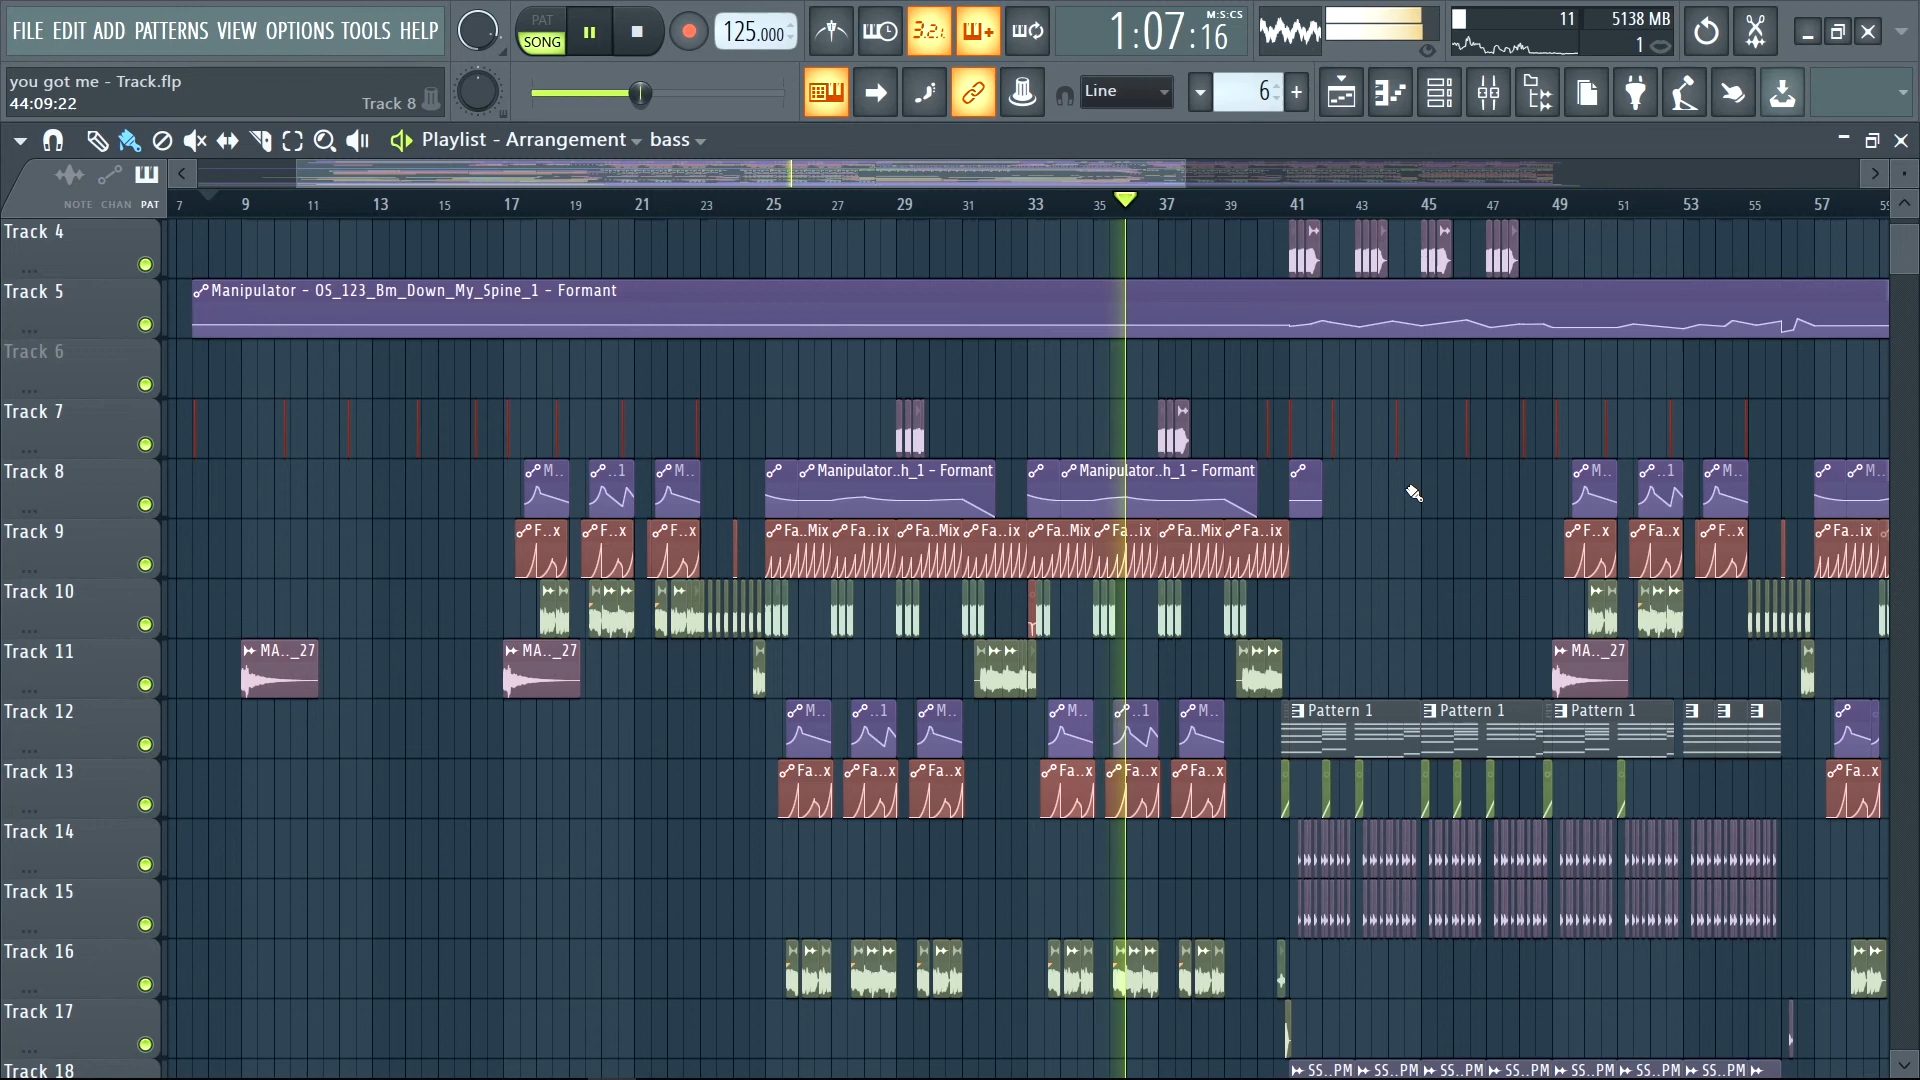 FILE EDIT ADD PATTERNS VIEW OPTIONS TOOLS HELP
PAT
SONG
125.000
3.2.
1:07:16
M:S:CS
11
5138 MB
1
you got me - Track.flp
44:09:22
Track 8
Line
6
Playlist - Arrangement
bass
NOTE CHAN PAT
7 9 11 13 15 17 19 21 23 25 27 29 31 33 35 37 39 41 43 45 47 49 51 53 55 57
Track 4
Track 5
Manipulator - OS_123_Bm_Down_My_Spine_1 - Formant
Track 6
Track 7
Track 8
M.. ..1 M.. Manipulator..h_1 - Formant Manipulator..h_1 - Formant M.. ..1 M.. M..
Track 9
F..x F..x F..x Fa..Mix Fa..ix Fa..Mix Fa..ix Fa..Mix Fa..ix Fa..Mix Fa..ix F..x Fa..x F..x Fa..ix
Track 10
Track 11
MA.._27 MA.._27 MA.._27
Track 12
M.. ..1 M.. M.. ..1 M.. Pattern 1 Pattern 1 Pattern 1
Track 13
Fa..x Fa..x Fa..x Fa..x Fa..x Fa..x Fa..x
Track 14
Track 15
Track 16
Track 17
Track 18
SS..PM SS..PM SS..PM SS..PM SS..PM SS..PM SS..PM